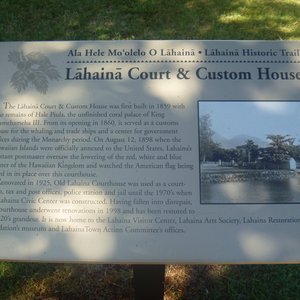 Ala Hele Mo'olelo O Lāhainā • Lāhainā Historic Trail
Lāhainā Court & Custom House
The Lāhainā Court & Custom House was first built in 1859 with
remains of Hale Piula, the unfinished coral palace of King
III. From its opening in 1860, it served as a customs
house for the whaling and trade ships and a center for government
during the Monarchy period. On August 12, 1898 when the
Hawaiian Islands were officially annexed to the United States, Lahaina's
postmaster oversaw the lowering of the red, white and blue
of the Hawaiian Kingdom and watched the American flag being
in its place over this courthouse.
Renovated in 1925, Old Lahaina Courthouse was used as a court-
tax and post offices, police station and jail until the 1970's when
Lahaina Civic Center was constructed. Having fallen into disrepair,
courthouse underwent renovations in 1998 and has been restored to
grandeur. It is now home to the Lahaina Visitor Center, Lahaina Arts Society, Lahaina Restoration
museum and LahainaTown Action Committee's offices.